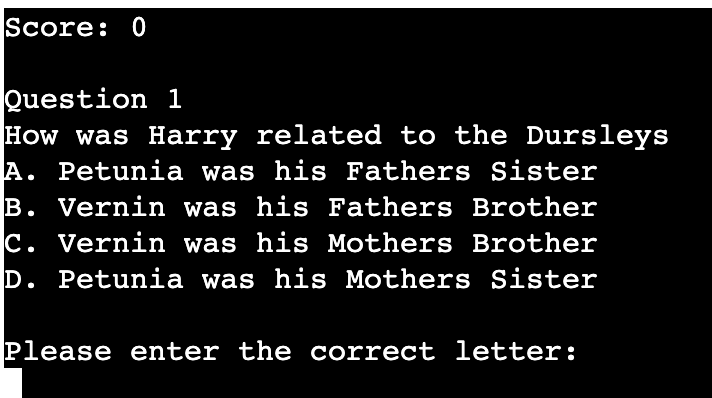 Score: 0
Question 1
How was Harry related to the Dursleys
A. Petunia was his Fathers Sister
B. Vernin was his Fathers Brother
C. Vernin was his Mothers Brother
D. Petunia was his Mothers Sister
Please enter the correct letter: